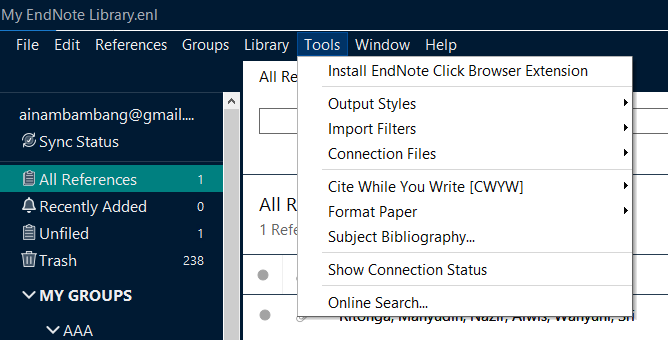 My EndNote Library.enl
File Edit References Groups Library Tools Window Help
All Re
Install EndNote Click Browser Extension
ainambambang@gmail....
Sync Status
Output Styles
Import Filters
Connection Files
All References 1
Recently Added 0
Unfiled 1
Trash 238
MY GROUPS
AAA
All R
1 Refe
Cite While You Write [CWYW]
Format Paper
Subject Bibliography...
Show Connection Status
Online Search...
Ritonga, Mahyudin; Nazir, Alwis; Wahyuni, Sri